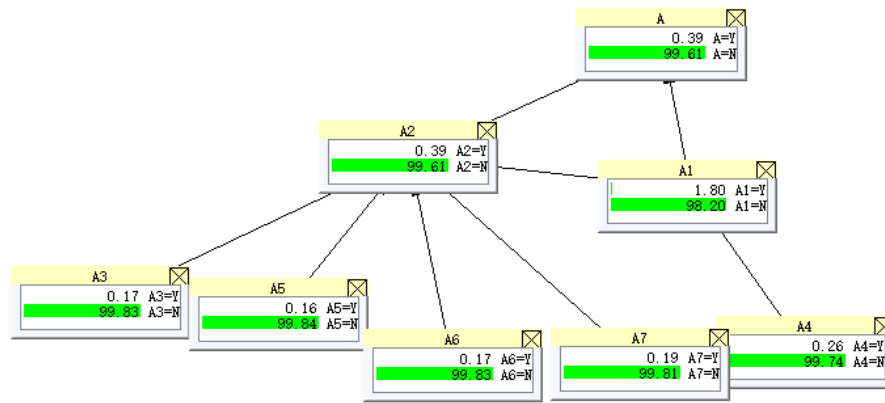 A
0.39 A=Y
99.61 A=N
A2
0.39 A2=Y
99.61 A2=N
A1
1.80 A1=Y
98.20 A1=N
A3
0.17 A3=Y
99.83 A3=N
A5
0.16 A5=Y
99.84 A5=N
A6
0.17 A6=Y
99.83 A6=N
A7
0.19 A7=Y
99.81 A7=N
A4
0.26 A4=Y
99.74 A4=N